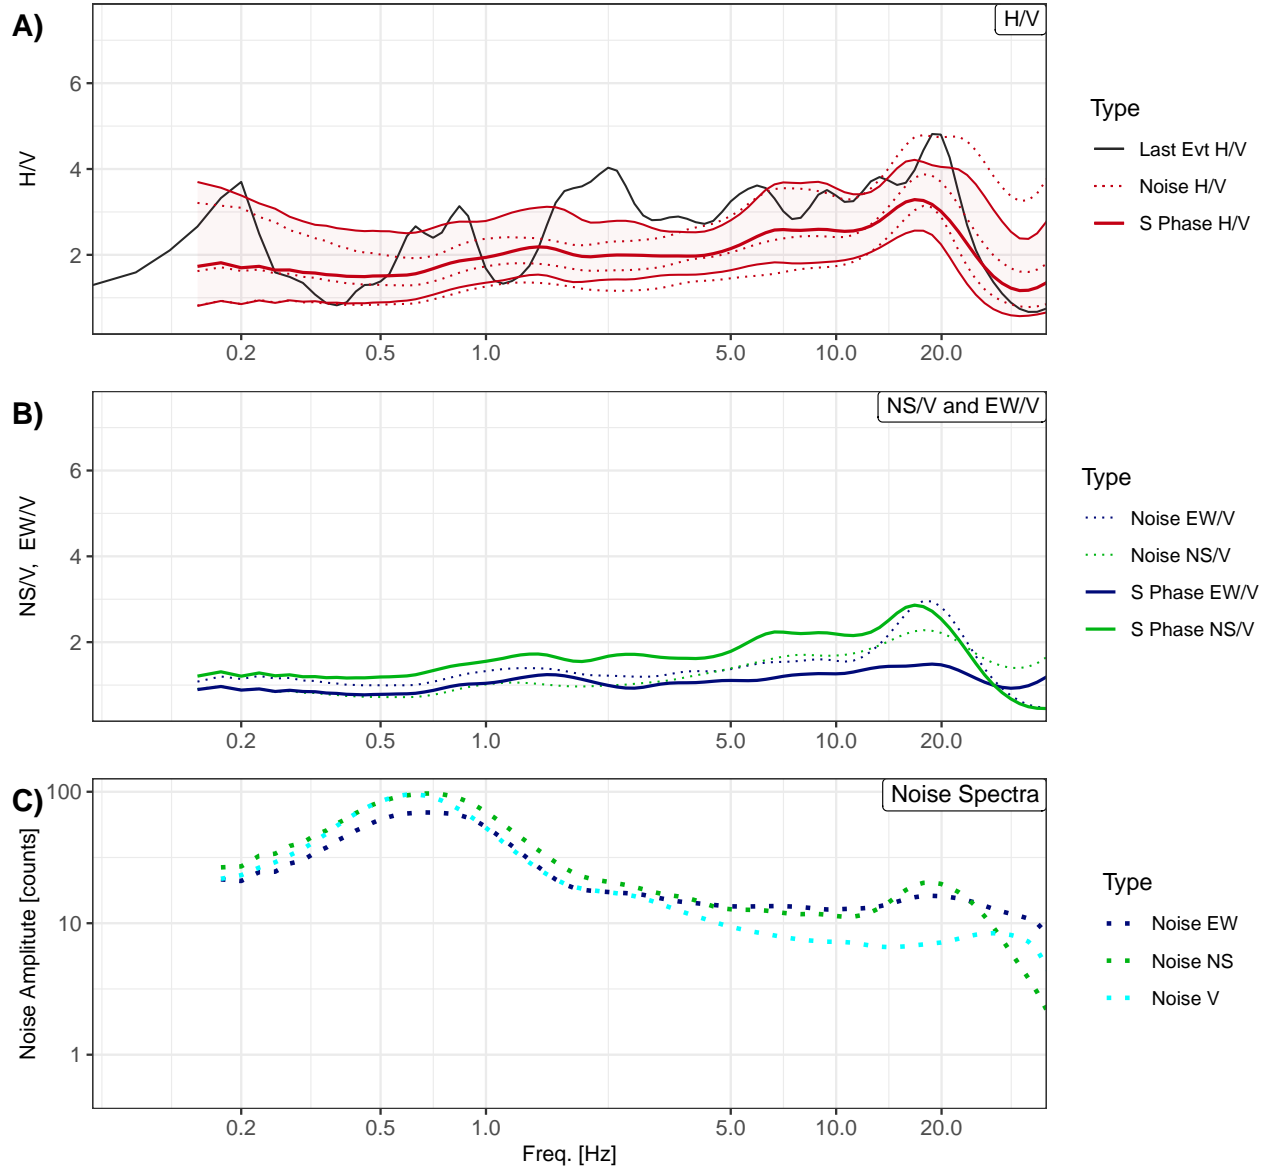 A)
H/V
6
4
2
H/V
0.2
0.5
1.0
5.0
10.0
20.0
Type
Last Evt H/V
Noise H/V
S Phase H/V
B)
NS/V and EW/V
6
4
2
NS/V,  EW/V
0.2
0.5
1.0
5.0
10.0
20.0
Type
Noise EW/V
Noise NS/V
S Phase EW/V
S Phase NS/V
C)
Noise Spectra
100
10
1
Noise Amplitute [counts]
0.2
0.5
1.0
5.0
10.0
20.0
Freq. [Hz]
Type
Noise EW
Noise NS
Noise V